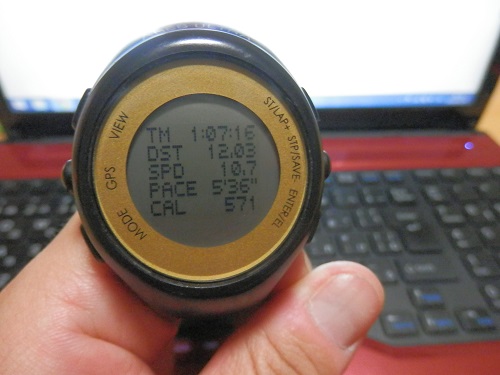 VIEW
GPS
MODE
ST/LAP+
STP/SAVE-
ENTER/EL
TM 1:07:16
DST 12.03
SPD 10.7
PACE 5'36"
CAL 571